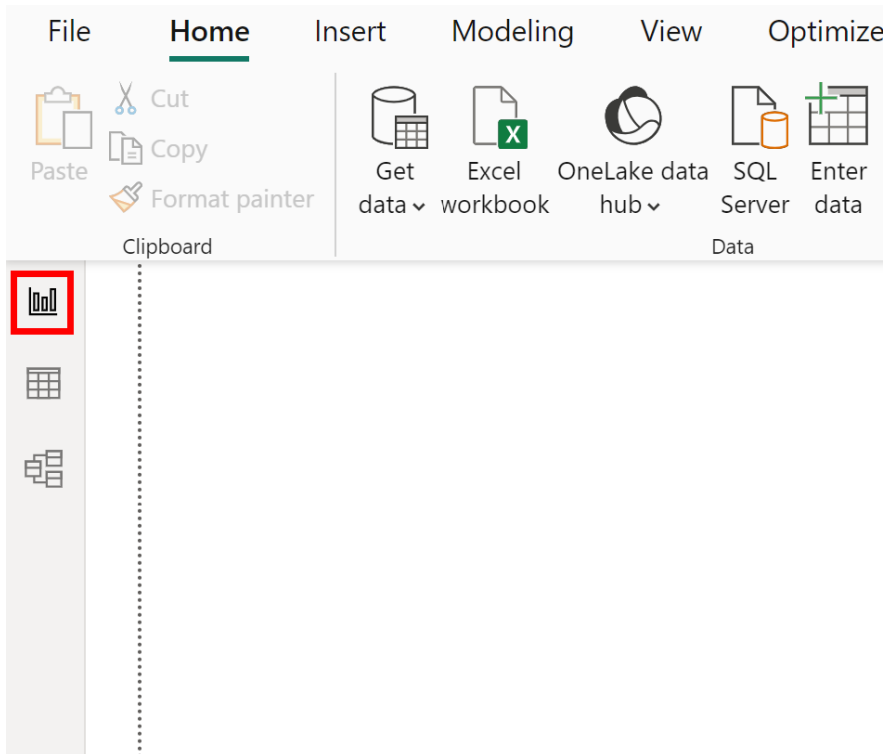 File Home Insert Modeling View Optimize
Cut
Copy
Paste
Format painter
Clipboard
Get data
Excel workbook
X
OneLake data hub
SQL Server
Enter data
Data